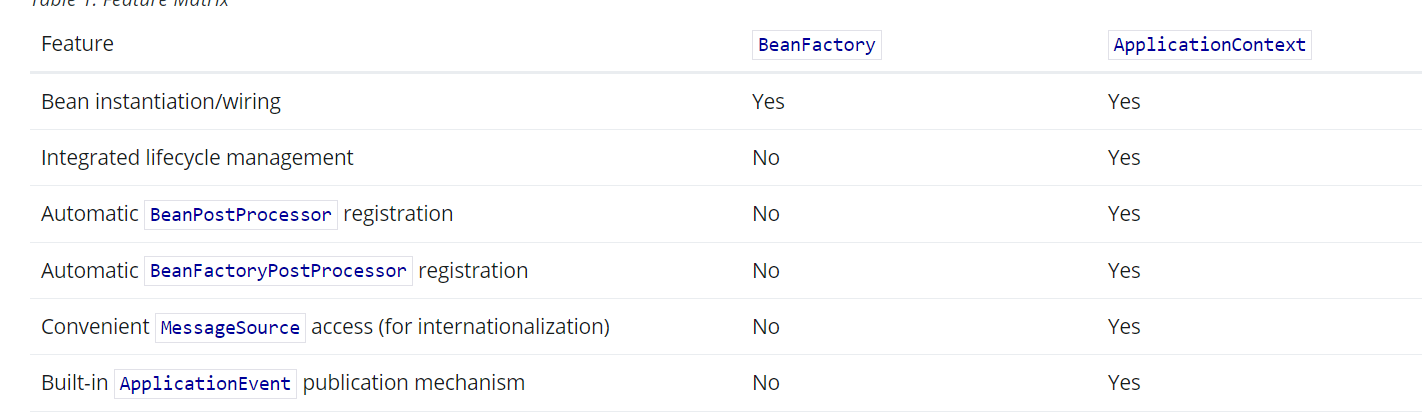 Table 1. Feature Matrix
Feature BeanFactory ApplicationContext
Bean instantiation/wiring Yes Yes
Integrated lifecycle management No Yes
Automatic BeanPostProcessor registration No Yes
Automatic BeanFactoryPostProcessor registration No Yes
Convenient MessageSource access (for internationalization) No Yes
Built-in ApplicationEvent publication mechanism No Yes